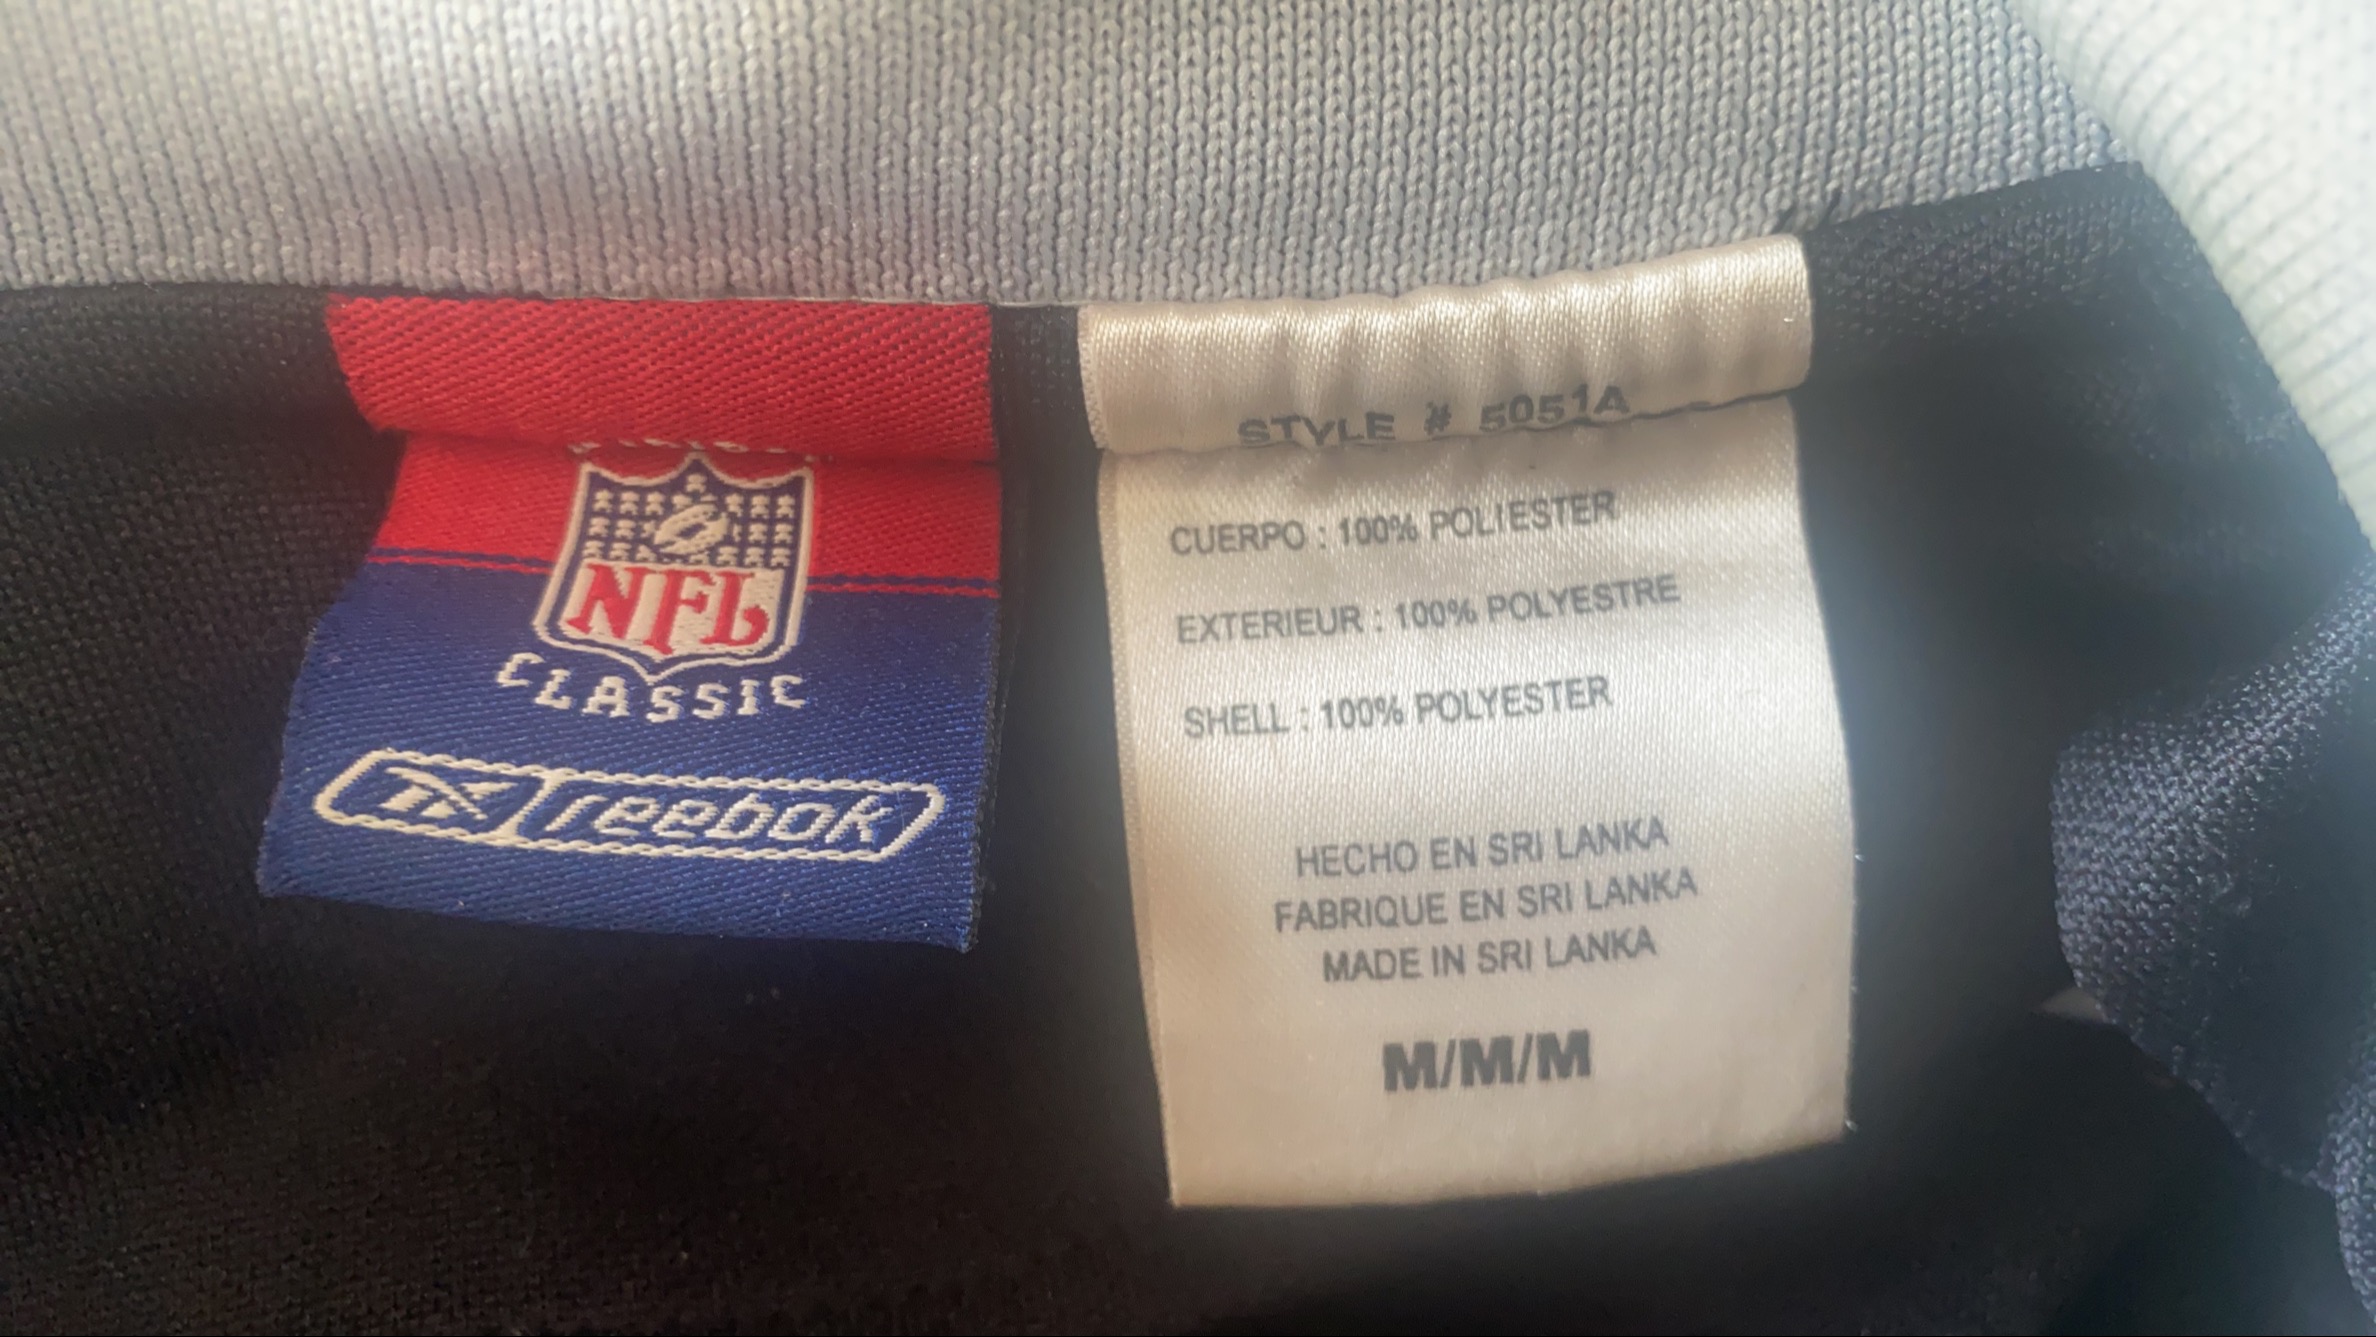 NFL
CLASSIC
reebok
STYLE # 5051A
CUERPO : 100% POLIESTER
EXTERIEUR : 100% POLYESTRE
SHELL : 100% POLYESTER
HECHO EN SRI LANKA
FABRIQUE EN SRI LANKA
MADE IN SRI LANKA
M/M/M